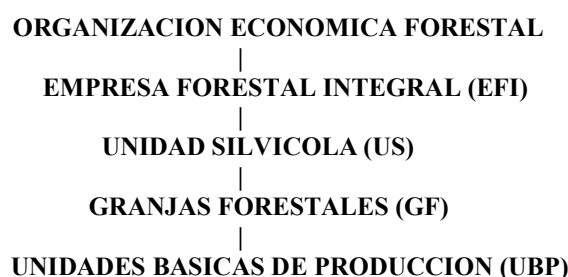 ORGANIZACION ECONOMICA FORESTAL
|
EMPRESA FORESTAL INTEGRAL (EFI)
|
UNIDAD SILVICOLA (US)
|
GRANJAS FORESTALES (GF)
|
UNIDADES BASICAS DE PRODUCCION (UBP)